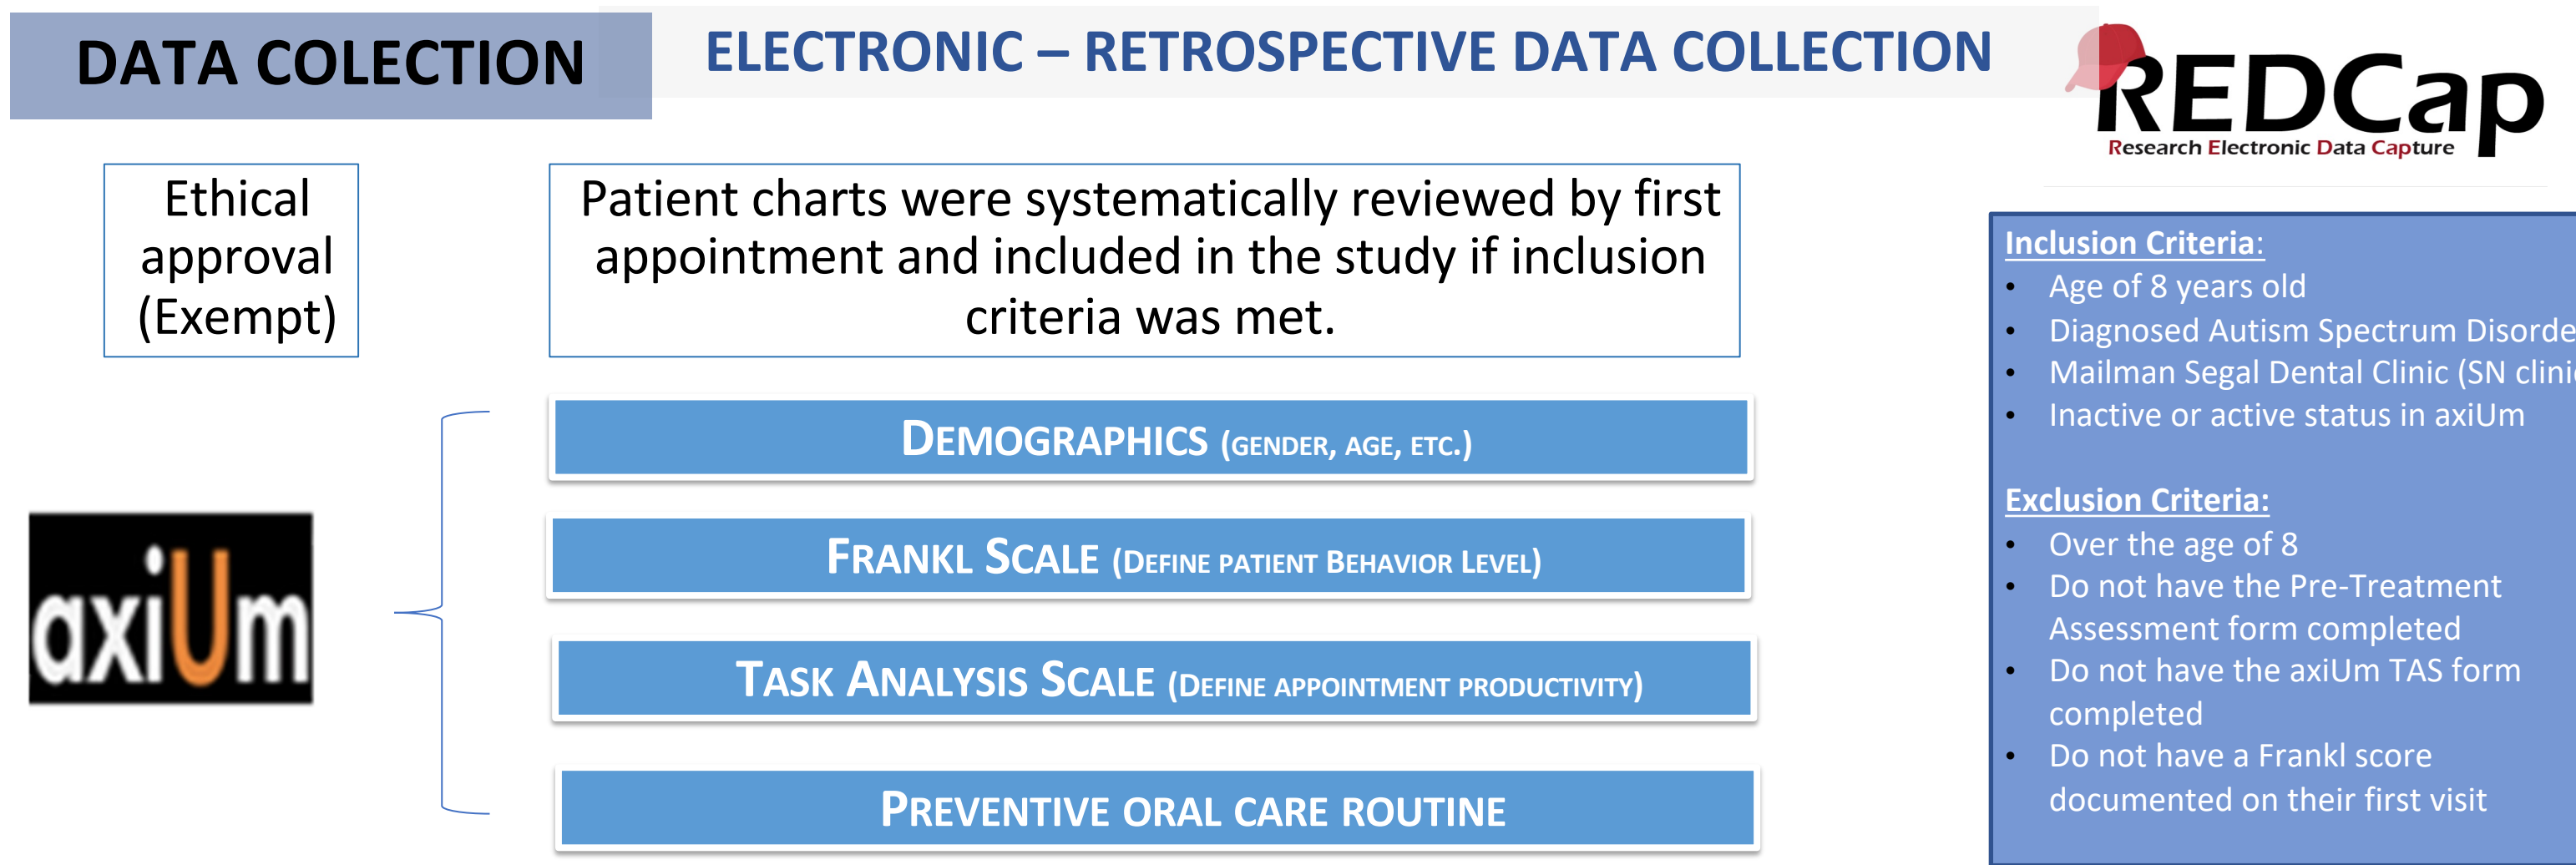 DATA COLECTION
ELECTRONIC – RETROSPECTIVE DATA COLLECTION
REDCap
Research Electronic Data Capture
Ethical
approval
(Exempt)
Patient charts were systematically reviewed by first
appointment and included in the study if inclusion
criteria was met.
axiUm
DEMOGRAPHICS (GENDER, AGE, ETC.)
FRANKL SCALE (DEFINE PATIENT BEHAVIOR LEVEL)
TASK ANALYSIS SCALE (DEFINE APPOINTMENT PRODUCTIVITY)
PREVENTIVE ORAL CARE ROUTINE
Inclusion Criteria:
• Age of 8 years old
• Diagnosed Autism Spectrum Disorde
• Mailman Segal Dental Clinic (SN clini
• Inactive or active status in axiUm
Exclusion Criteria:
• Over the age of 8
• Do not have the Pre-Treatment
Assessment form completed
• Do not have the axiUm TAS form
completed
• Do not have a Frankl score
documented on their first visit